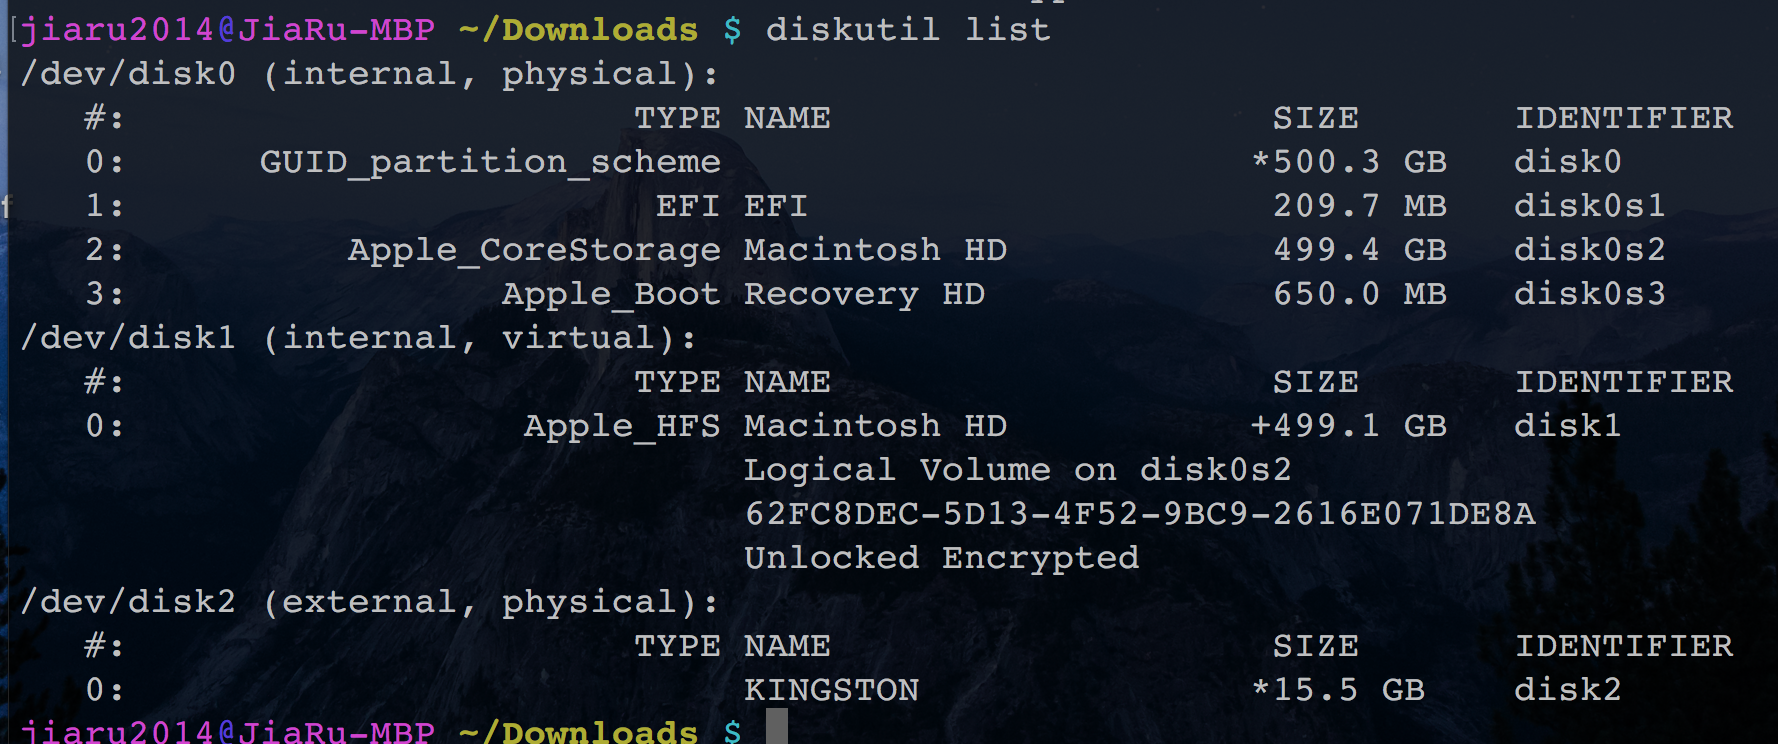 [jiaru2014@JiaRu-MBP ~/Downloads $ diskutil list
/dev/disk0 (internal, physical):
#: TYPE NAME SIZE IDENTIFIER
0: GUID_partition_scheme *500.3 GB disk0
1: EFI EFI 209.7 MB disk0s1
2: Apple_CoreStorage Macintosh HD 499.4 GB disk0s2
3: Apple_Boot Recovery HD 650.0 MB disk0s3
/dev/disk1 (internal, virtual):
#: TYPE NAME SIZE IDENTIFIER
0: Apple_HFS Macintosh HD +499.1 GB disk1
Logical Volume on disk0s2
62FC8DEC-5D13-4F52-9BC9-2616E071DE8A
Unlocked Encrypted
/dev/disk2 (external, physical):
#: TYPE NAME SIZE IDENTIFIER
0: KINGSTON *15.5 GB disk2
jiaru2014@JiaRu-MBP ~/Downloads $